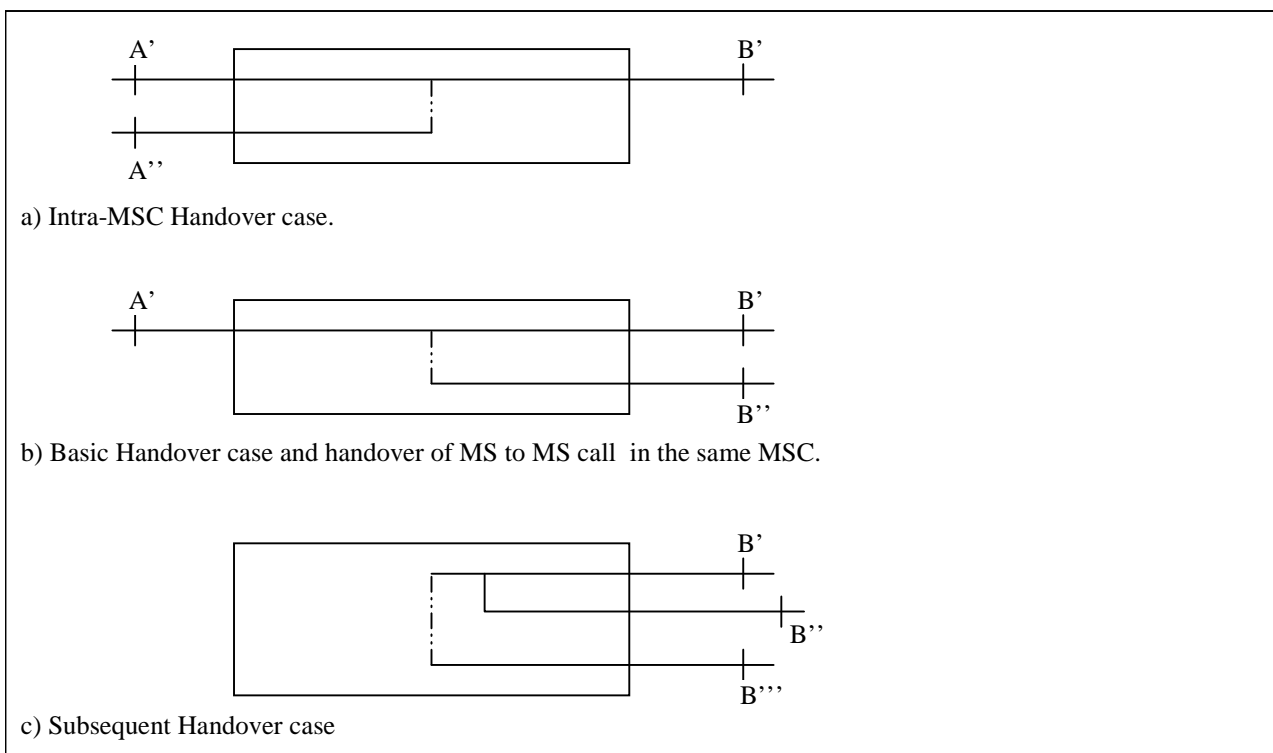 A’ B’
A’’
a) Intra-MSC Handover case.
A’ B’
B’’
b) Basic Handover case and handover of MS to MS call in the same MSC.
B’
B’’
B’’’
c) Subsequent Handover case